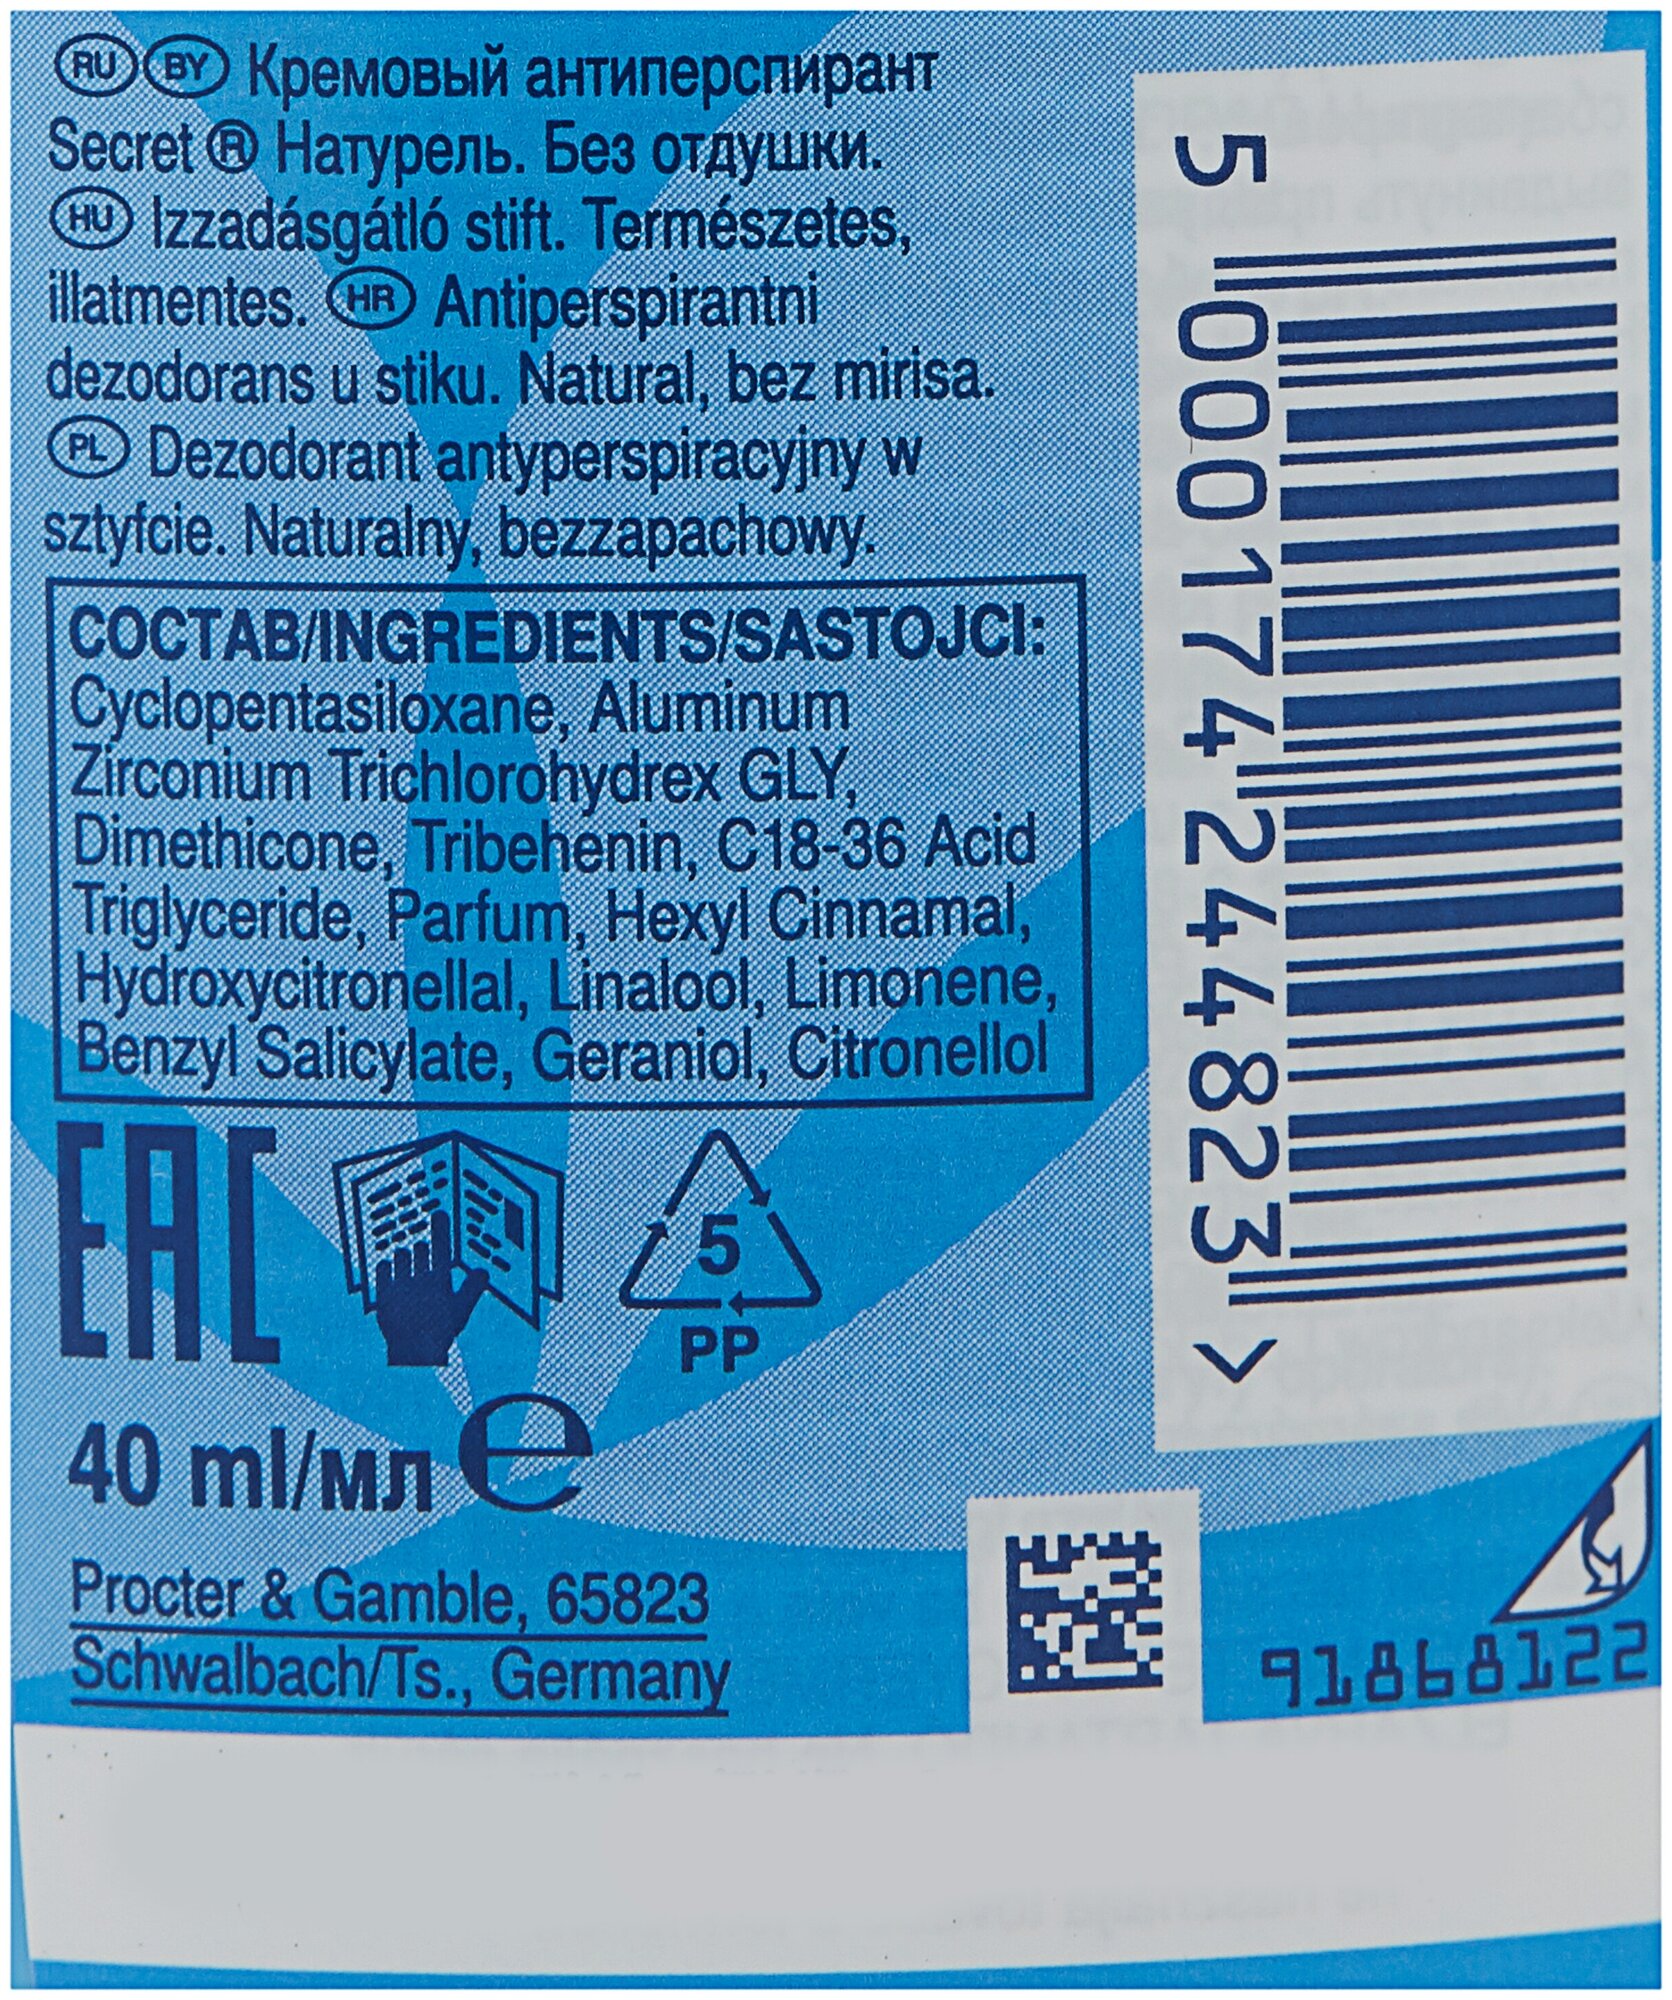 RU BY Кремовый антиперспирант
Secret ® Натурель. Без отдушки.
HU Izzadásgátló stift. Természetes,
illatmentes. HR Antiperspirantni
dezodorans u stiku. Natural, bez mirisa.
PL Dezodorant antyperspiracyjny w
sztyfcie. Naturalny, bezzapachowy.
СОСТАВ/INGREDIENTS/SASTOJCI:
Cyclopentasiloxane, Aluminum
Zirconium Trichlorohydrex GLY,
Dimethicone, Tribehenin, C18-36 Acid
Triglyceride, Parfum, Hexyl Cinnamal,
Hydroxycitronellal, Linalool, Limonene,
Benzyl Salicylate, Geraniol, Citronellol
EAC
5
PP
40 ml/мл e
Procter & Gamble, 65823
Schwalbach/Ts., Germany
5 000174 244823 >
91868122